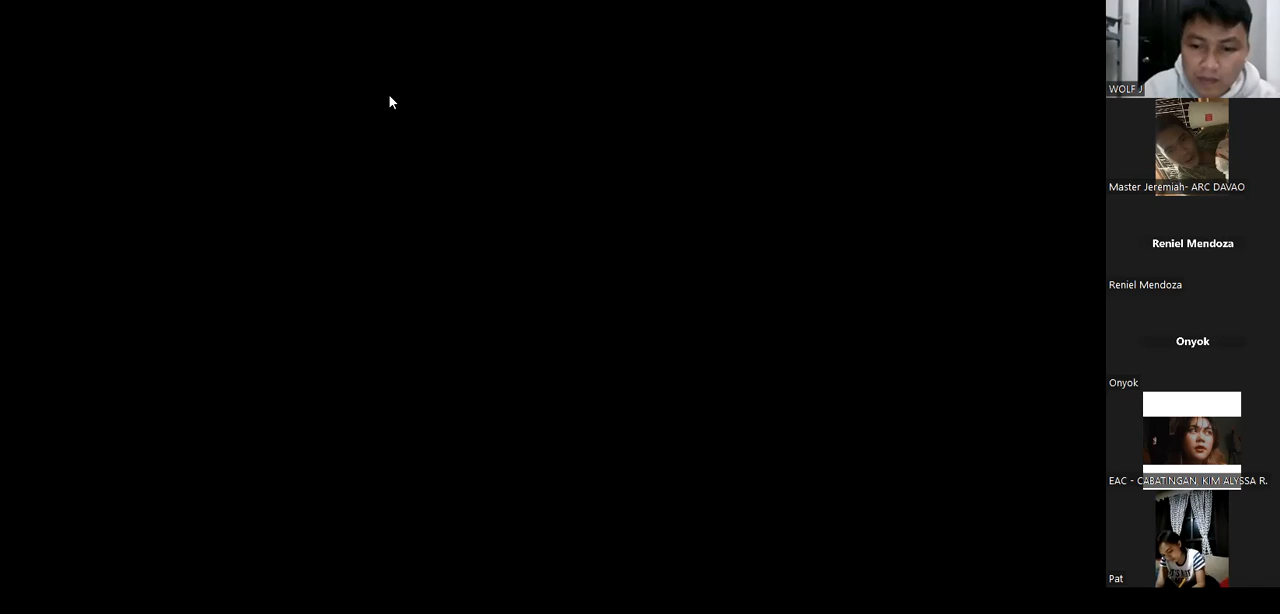 WOLF J
Master Jeremiah- ARC DAVAO
Reniel Mendoza
Reniel Mendoza
Onyok
Onyok
EAC - CABATINGAN, KIM ALYSSA R.
Pat